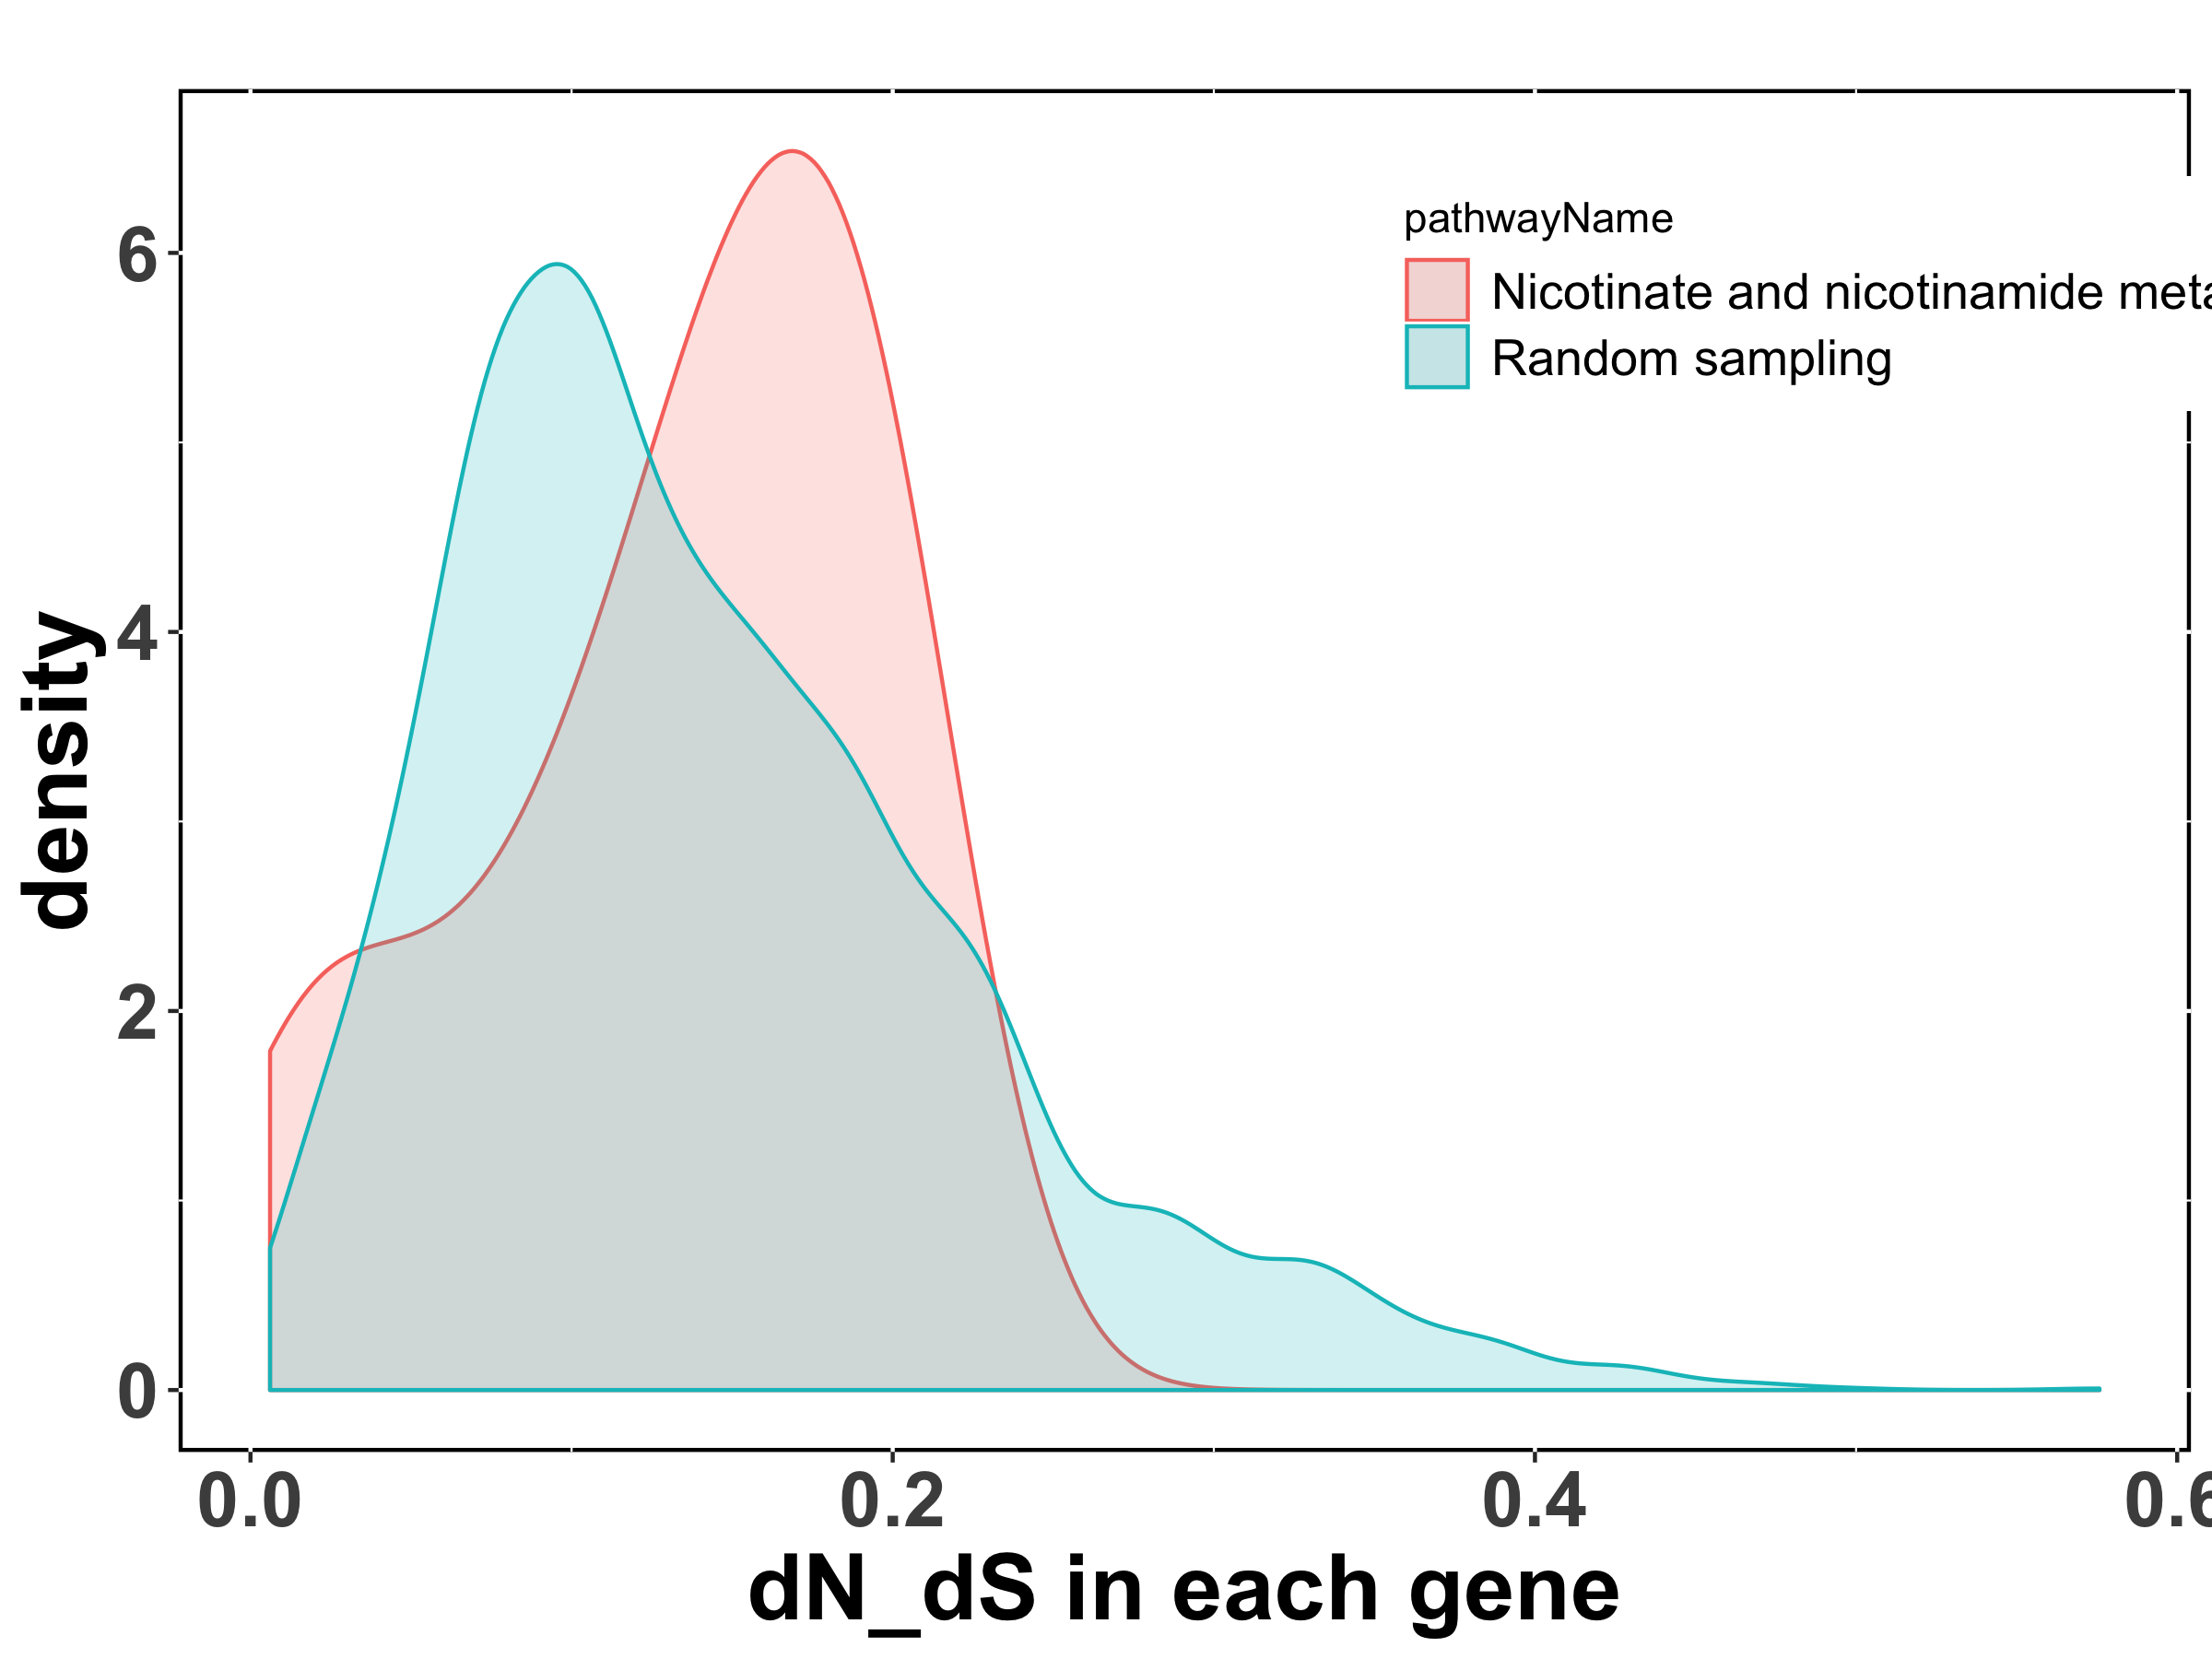 pathwayName
Nicotinate and nicotinamide meta
Random sampling
density
6
4
2
0
0.0 0.2 0.4 0.6
dN_dS in each gene